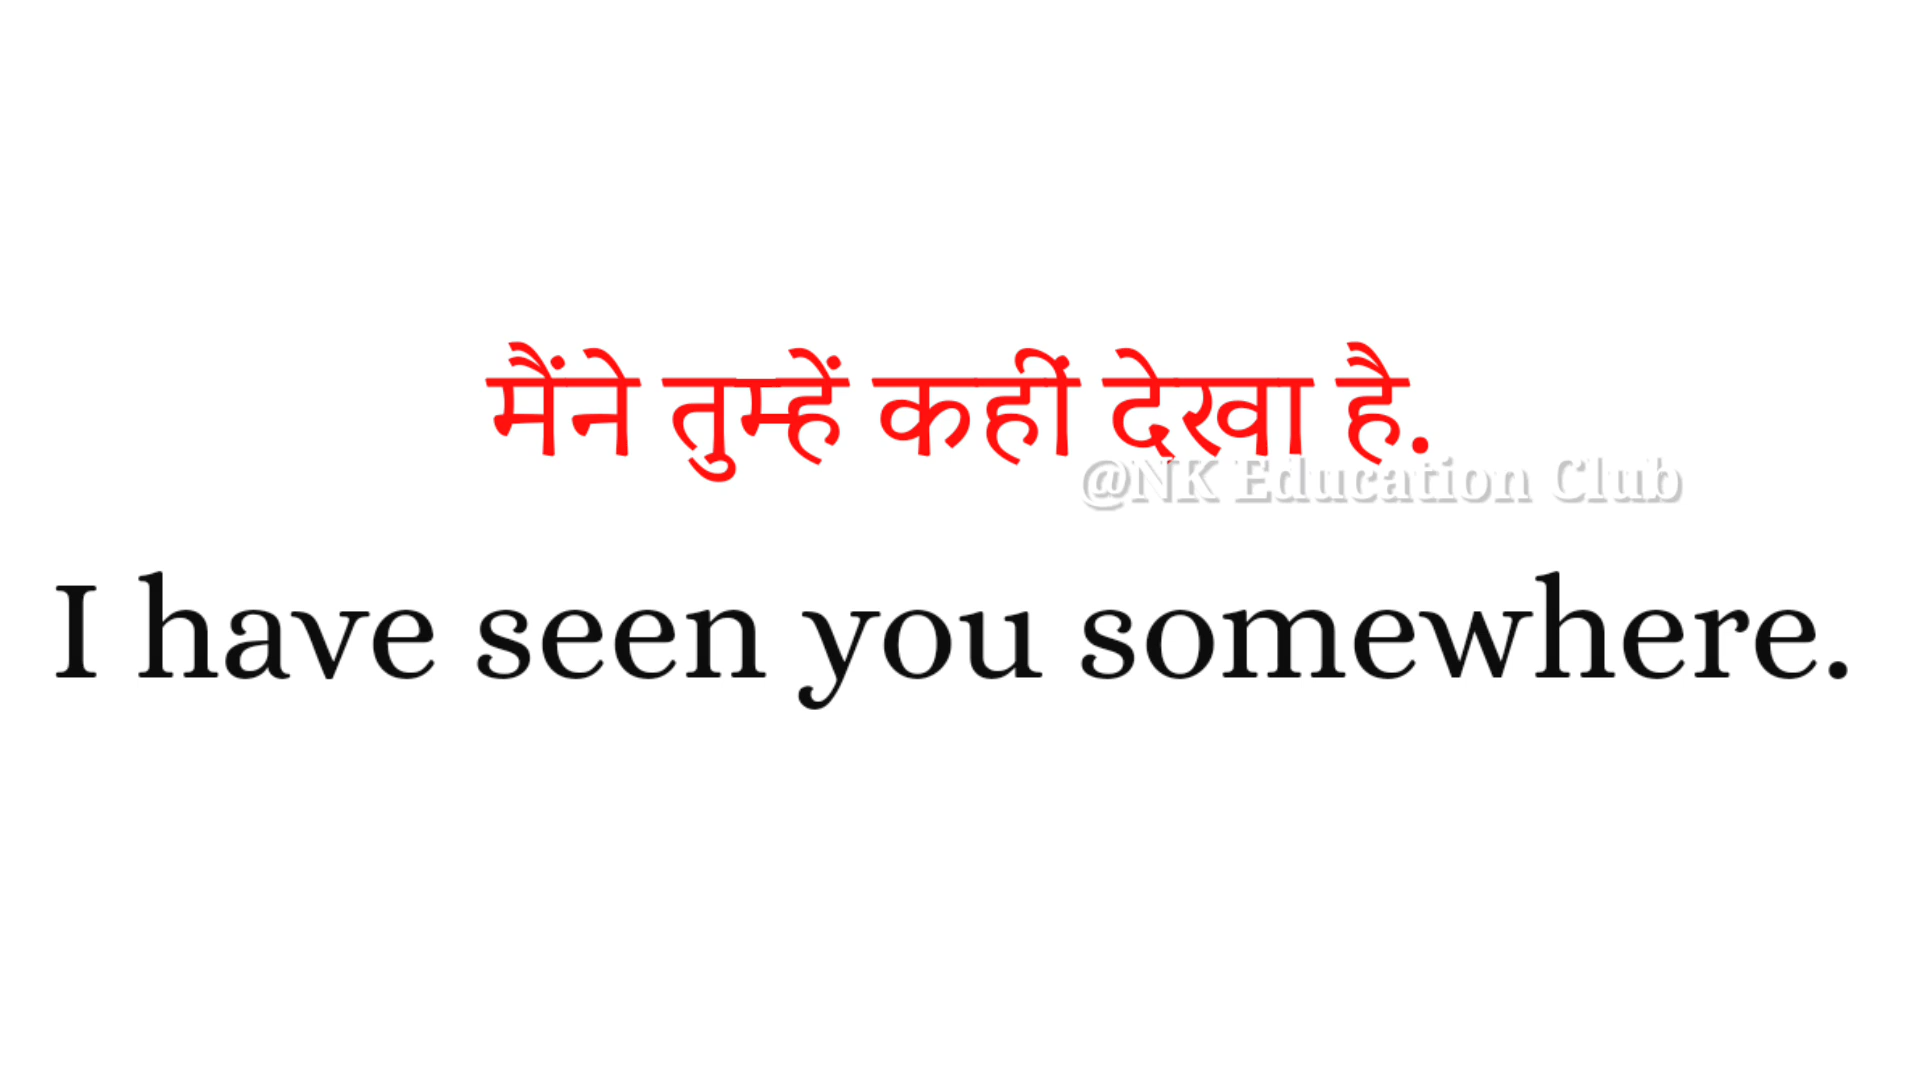 मैंने तुम्हें कहीं देखा है.
@NK Education Club
I have seen you somewhere.